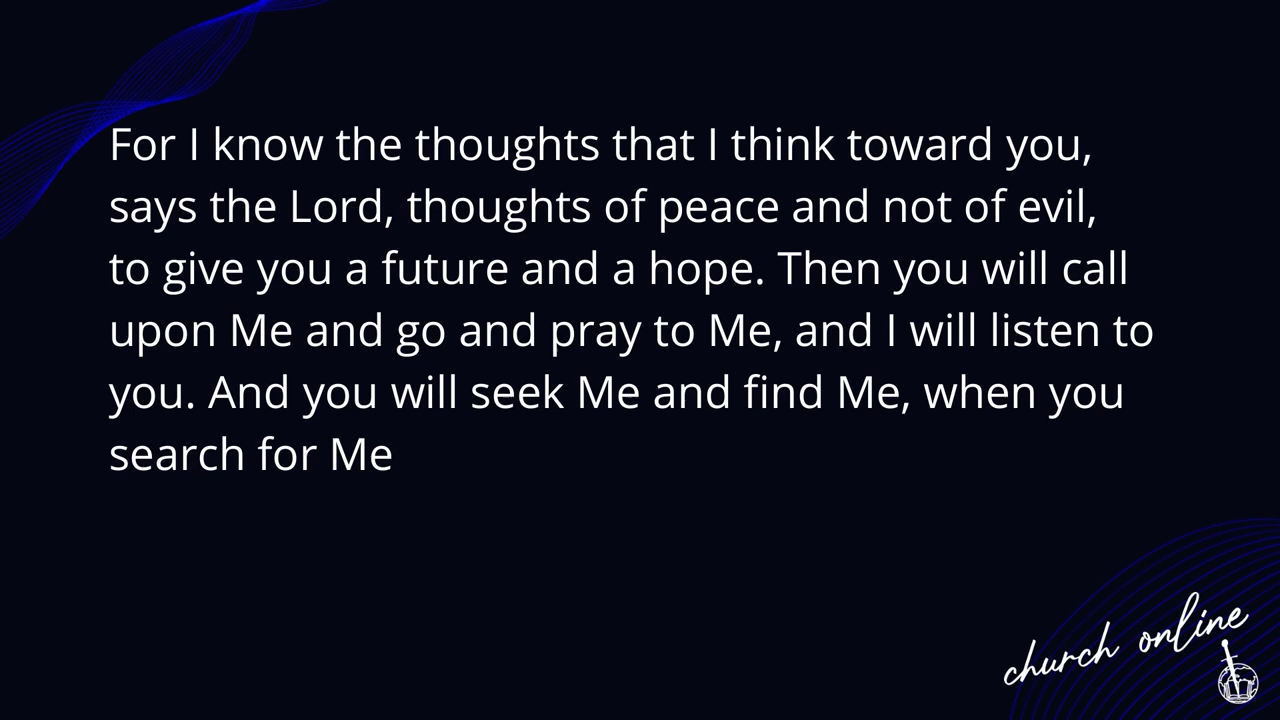 For I know the thoughts that I think toward you,
says the Lord, thoughts of peace and not of evil,
to give you a future and a hope. Then you will call
upon Me and go and pray to Me, and I will listen to
you. And you will seek Me and find Me, when you
search for Me
church online